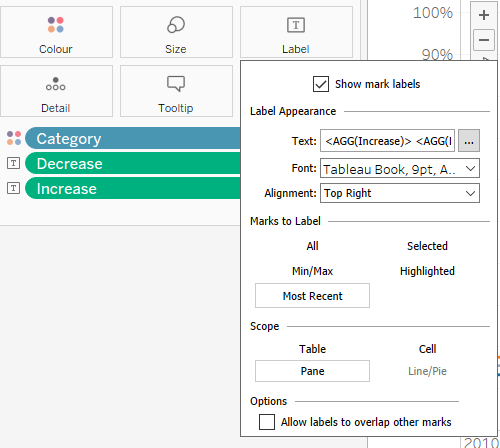 100%
Colour Size Label
90%
Show mark labels
Detail Tooltip
Label Appearance
Category
Text: <AGG(Increase)> <AGG(I ...
Decrease
Font: Tableau Book, 9pt, A...
Increase
Alignment: Top Right
Marks to Label
All Selected
Min/Max Highlighted
Most Recent
Scope
Table Cell
Pane Line/Pie
Options
Allow labels to overlap other marks
2010